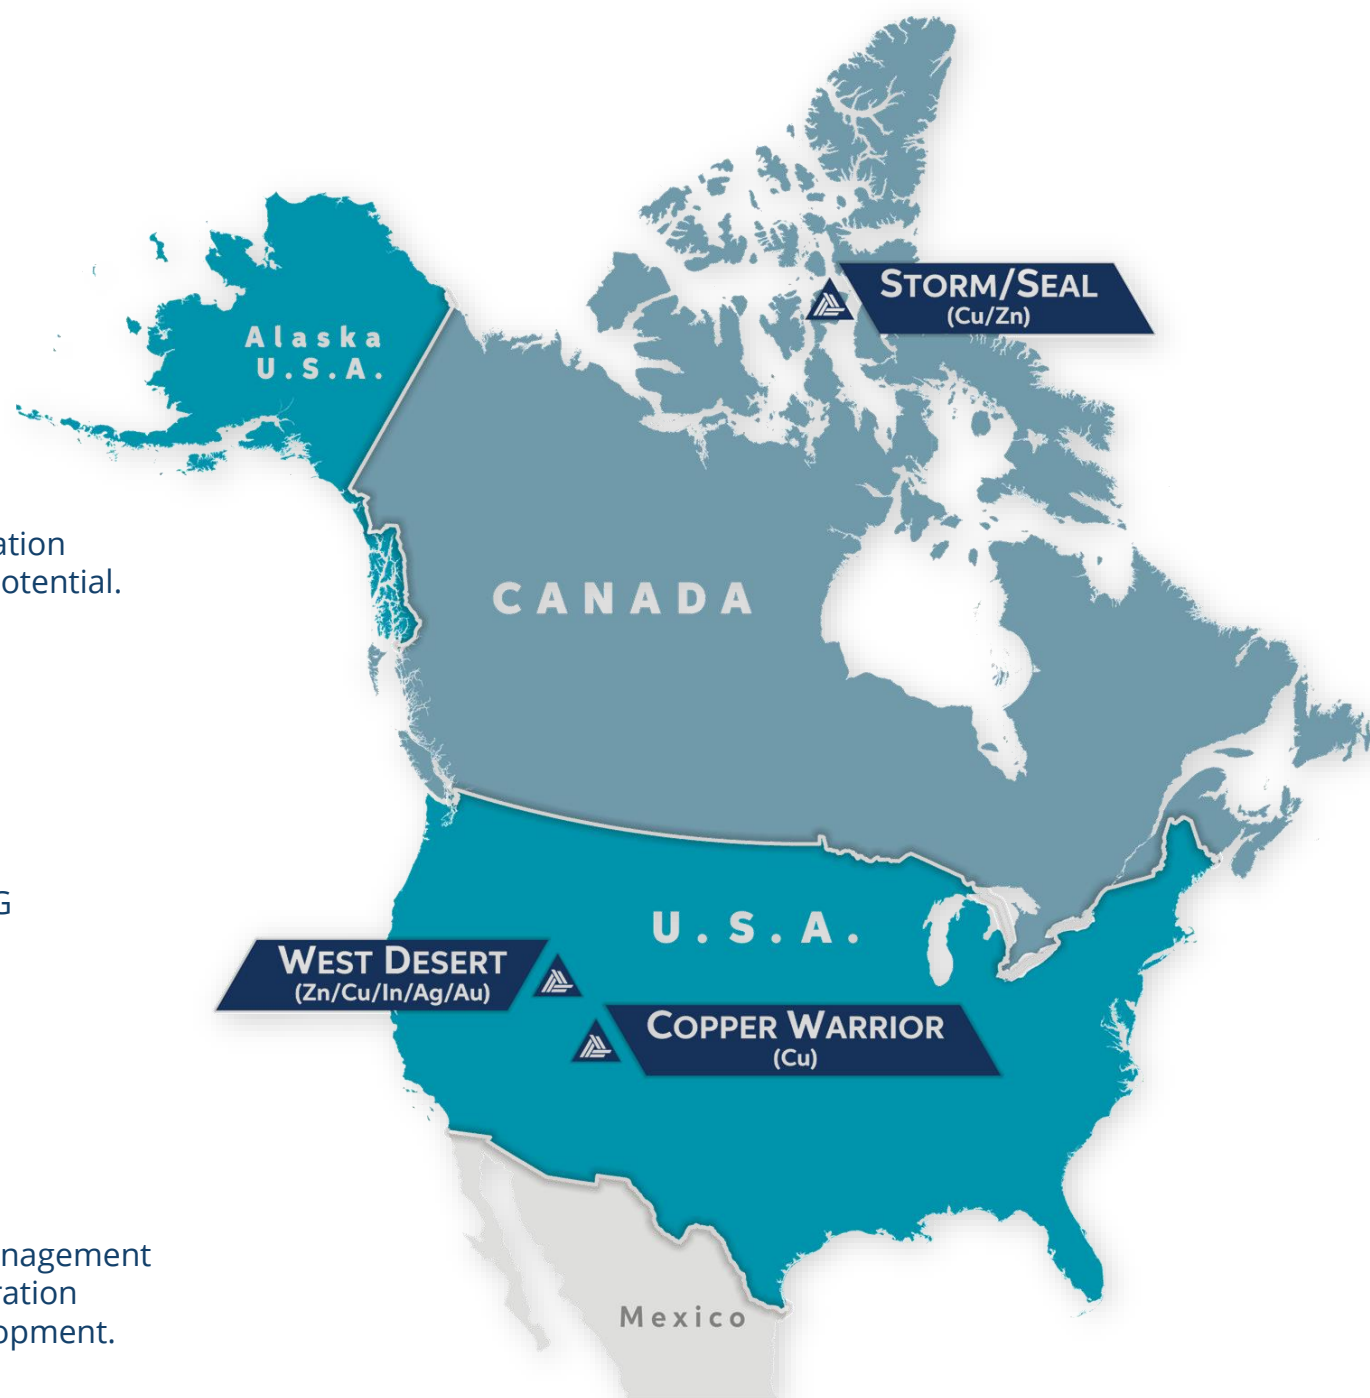 STORM/SEAL
(Cu/Zn)
Alaska
U.S.A.
ation
otential.
CANADA
G
U.S.A.
WEST DESERT
(Zn/Cu/In/Ag/Au)
COPPER WARRIOR
(Cu)
nagement
ration
opment.
Mexico